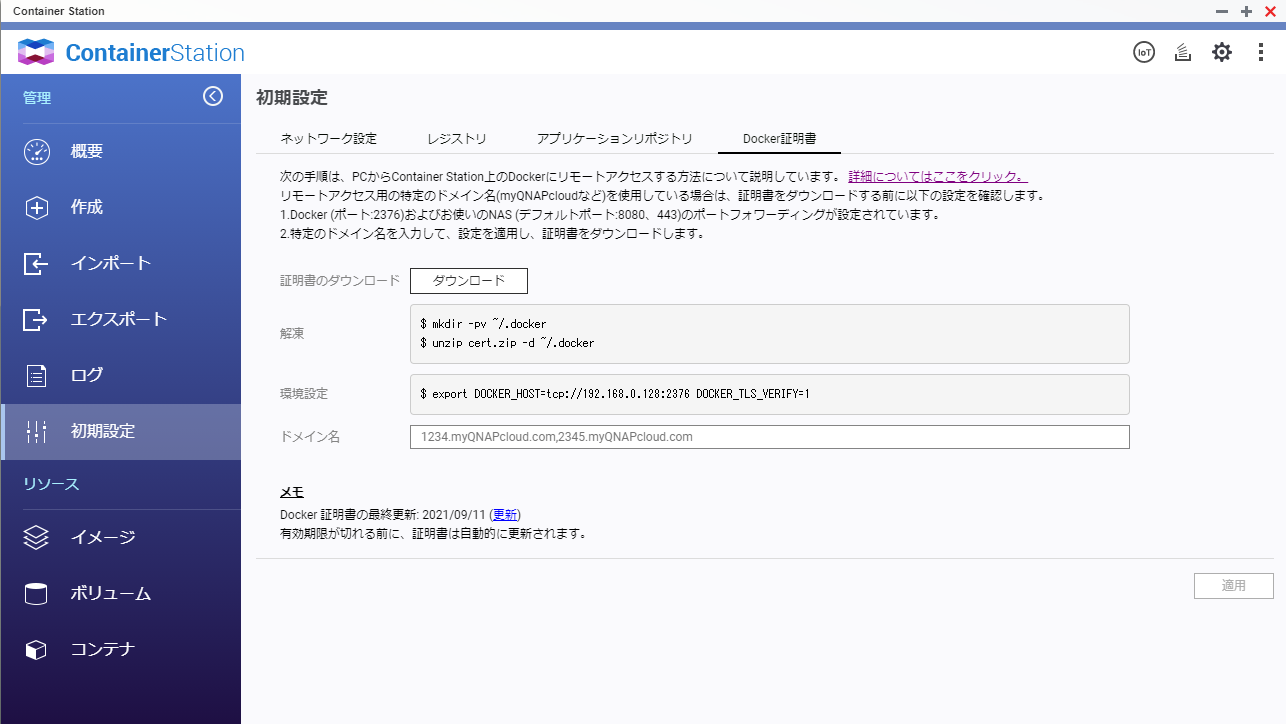 Container Station
ContainerStation
IoT
管理
概要
作成
インポート
エクスポート
ログ
初期設定
リソース
イメージ
ボリューム
コンテナ
初期設定
ネットワーク設定
レジストリ
アプリケーションリポジトリ
Docker証明書
次の手順は、PCからContainer Station上のDockerにリモートアクセスする方法について説明しています。 詳細についてはここをクリック。
リモートアクセス用の特定のドメイン名(myQNAPcloudなど)を使用している場合は、証明書をダウンロードする前に以下の設定を確認します。
1.Docker (ポート:2376)およびお使いのNAS (デフォルトポート:8080、443)のポートフォワーディングが設定されています。
2.特定のドメイン名を入力して、設定を適用し、証明書をダウンロードします。
証明書のダウンロード ダウンロード
解凍
$ mkdir -pv ~/.docker
$ unzip cert.zip -d ~/.docker
環境設定
$ export DOCKER_HOST=tcp://192.168.0.128:2376 DOCKER_TLS_VERIFY=1
ドメイン名
1234.myQNAPcloud.com,2345.myQNAPcloud.com
メモ
Docker 証明書の最終更新: 2021/09/11 (更新)
有効期限が切れる前に、証明書は自動的に更新されます。
適用